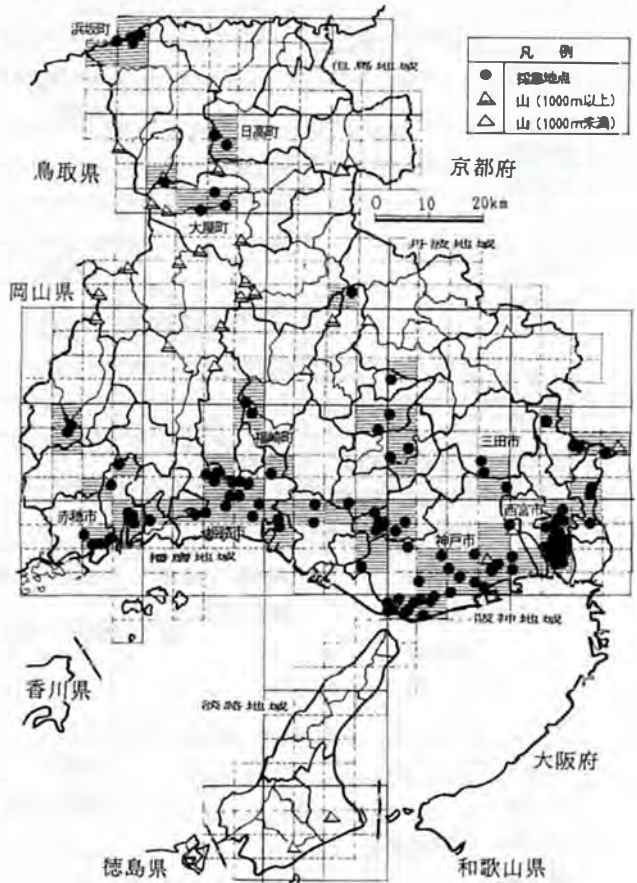 浜坂町
但馬地域
凡 例
採集地点
山 (1000m以上)
山 (1000m未満)
日高町
鳥取県
京都府
0 10 20km
大屋町
丹波地域
岡山県
福崎町
三田市
赤穂市
西宮市
姫路市
神戸市
播磨地域
阪神地域
香川県
淡路地域
大阪府
徳島県
和歌山県